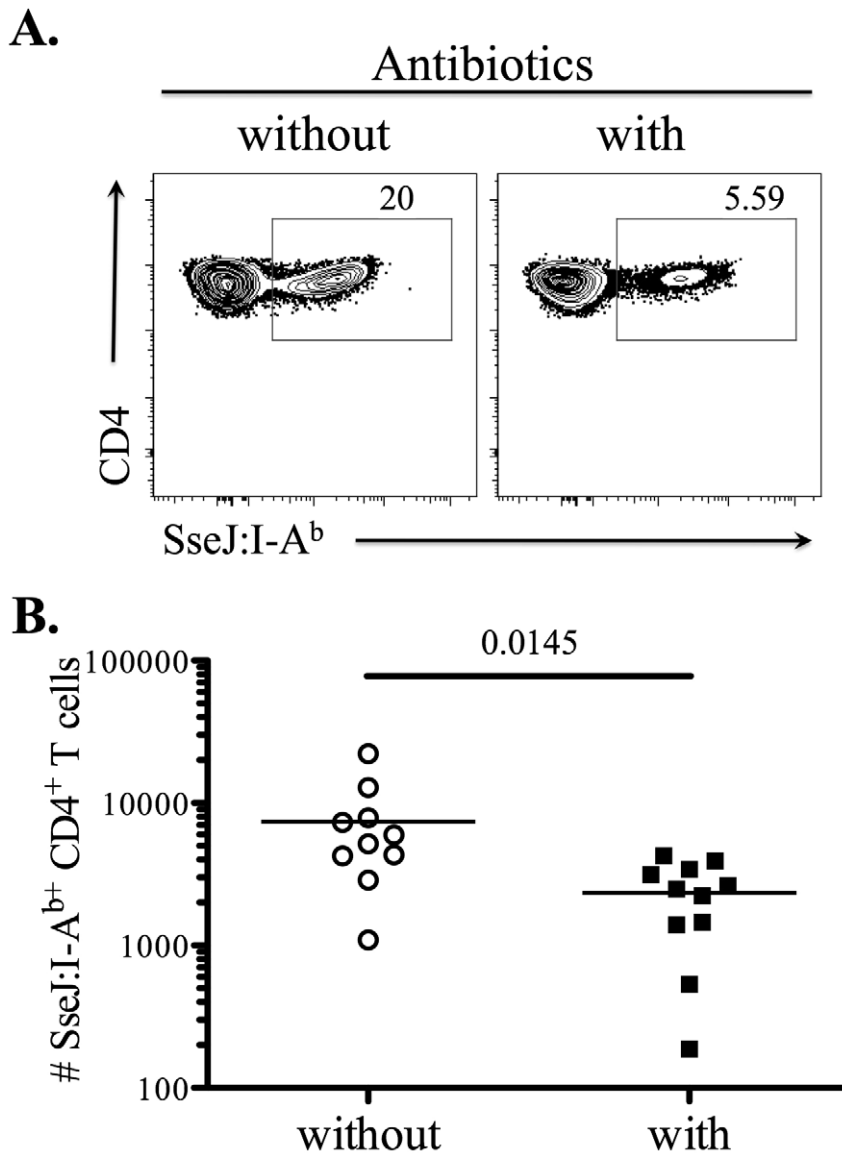 A.
Antibiotics
without with
20 5.59
CD4
SseJ:I-Aᵇ
B.
0.0145
# SseJ:I-Aᵇ⁺ CD4⁺ T cells
100000
10000
1000
100
without with